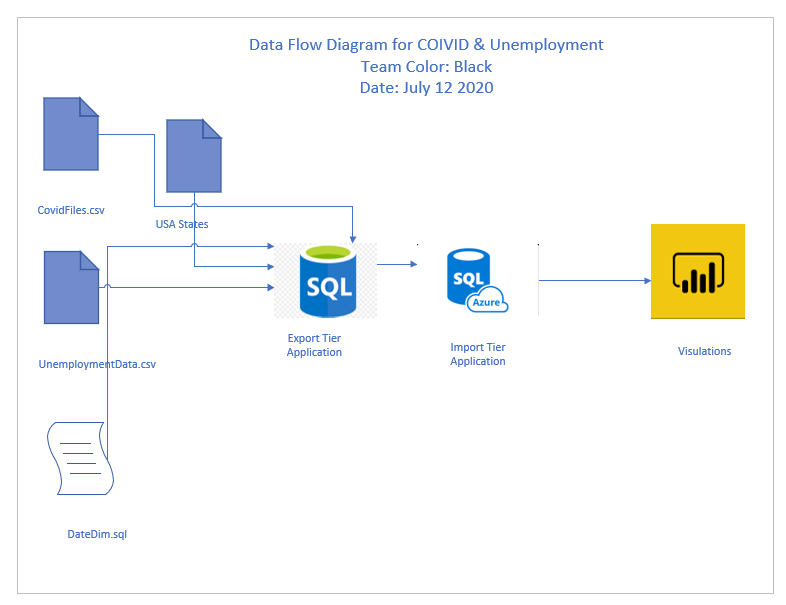 Data Flow Diagram for COIVID & Unemployment
Team Color: Black
Date: July 12 2020
CovidFiles.csv
USA States
UnemploymentData.csv
DateDim.sql
SQL
Export Tier
Application
SQL
Azure
Import Tier
Application
Visulations